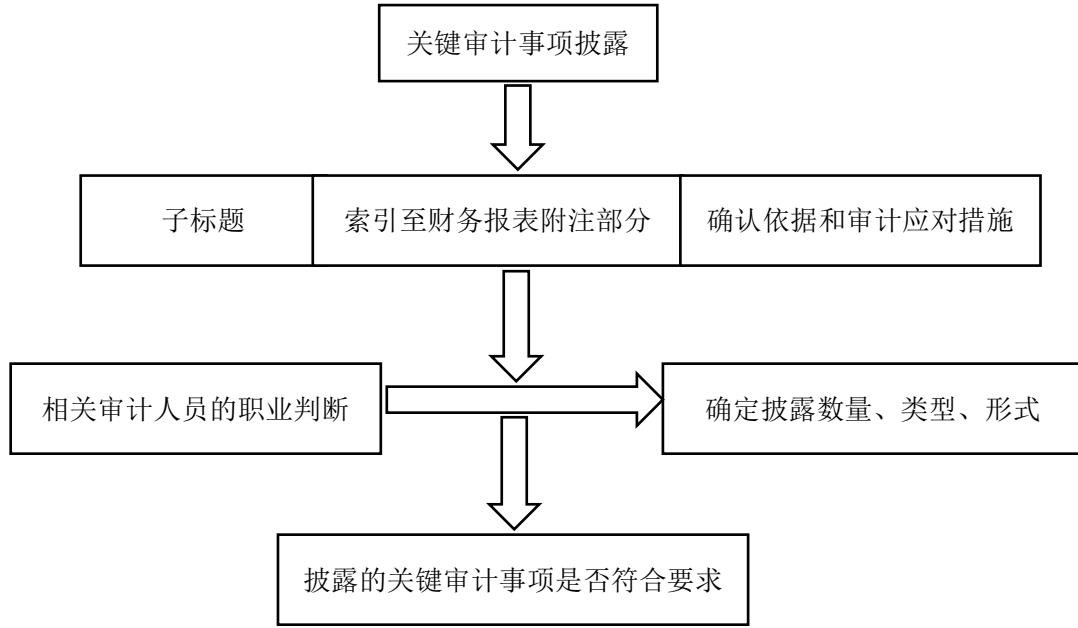 关键审计事项披露
子标题
索引至财务报表附注部分
确认依据和审计应对措施
相关审计人员的职业判断
确定披露数量、类型、形式
披露的关键审计事项是否符合要求